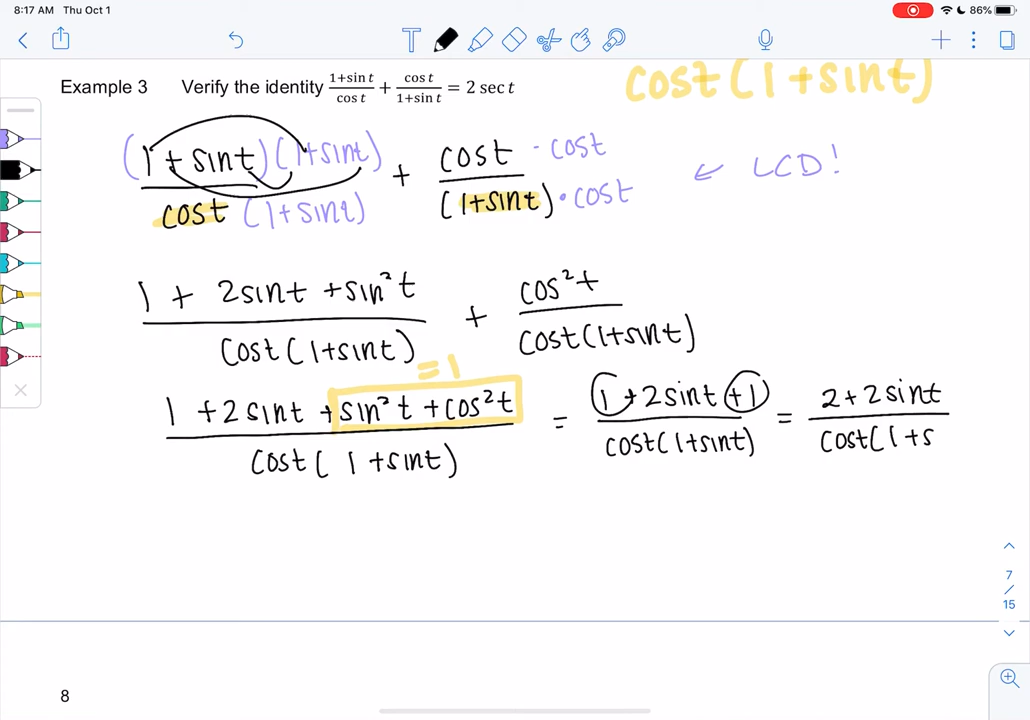 8:17 AM Thu Oct 1
86%
cost(1+sint)
Example 3 Verify the identity (1+sin t)/(cos t) + (cos t)/(1+sin t) = 2 sec t
(1+sint)(1+sint)/cost(1+sint) + cost·cost/(1+sint)·cost ← LCD!
1 + 2sint + sin²t/cost(1+sint) + cos²t/cost(1+sint)
=1
1 + 2sint + sin²t + cos²t/cost(1+sint) = 1+2sint+1/cost(1+sint) = 2+2sint/cost(1+s
7
/
15
8